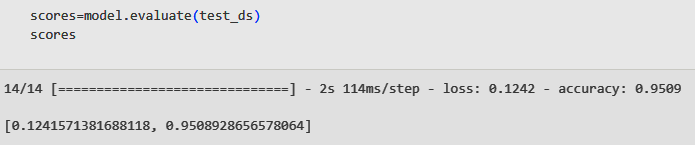 scores=model.evaluate(test_ds)
scores
14/14 [==============================] - 2s 114ms/step - loss: 0.1242 - accuracy: 0.9509
[0.1241571381688118, 0.9508928656578064]